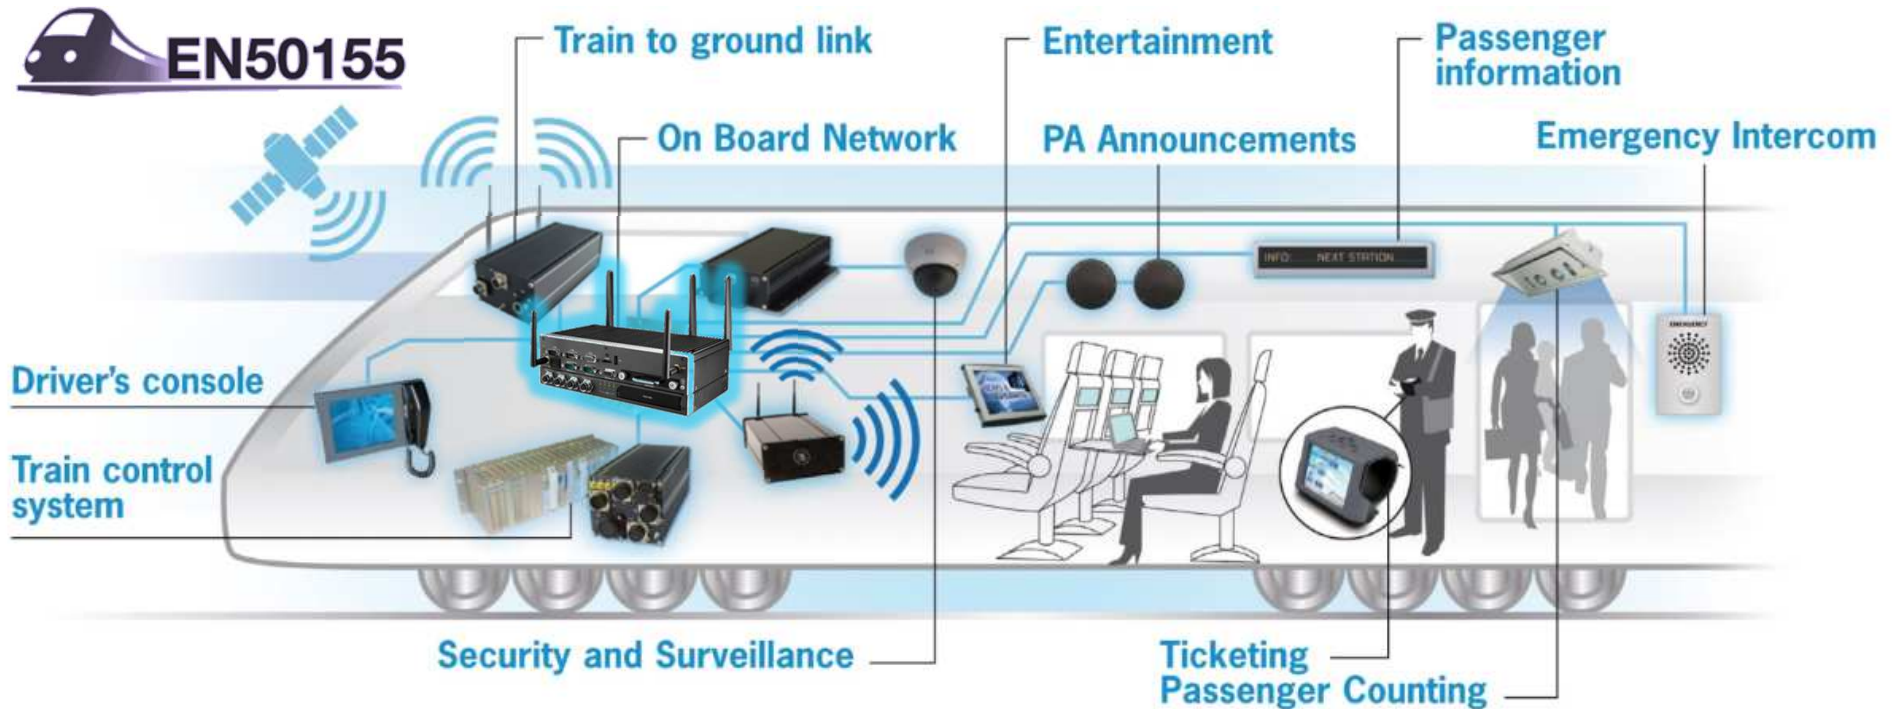 EN50155
Train to ground link
Entertainment
Passenger
information
On Board Network
PA Announcements
Emergency Intercom
INFO: NEXT STATION
EMERGENCY
Driver's console
Train control
system
Security and Surveillance
Ticketing
Passenger Counting